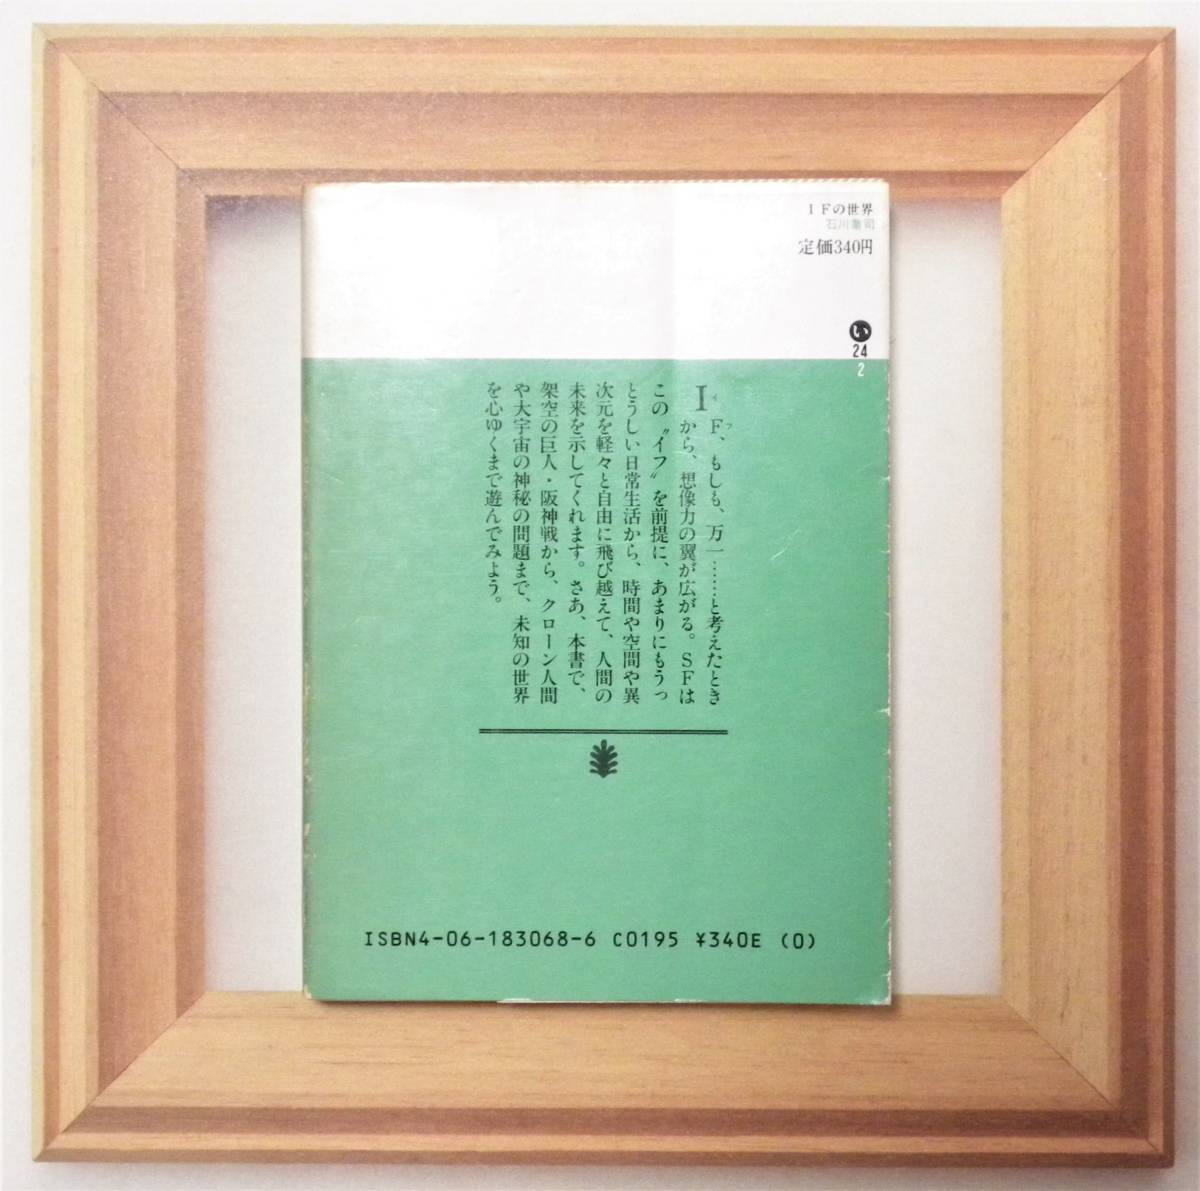 IFの世界
石川喬司
定価340円
い
24
2
IF、もしも、万一……と考えたとき
から、想像力の翼が広がる。SFは
この〝イフ〟を前提に、あまりにもうっ
とうしい日常生活から、時間や空間や異
次元を軽々と自由に飛び越えて、人間の
未来を示してくれます。さあ、本書で、
架空の巨人・阪神戦から、クローン人間
や大宇宙の神秘の問題まで、未知の世界
を心ゆくまで遊んでみよう。
ISBN4-06-183068-6 C0195 ¥340E (0)